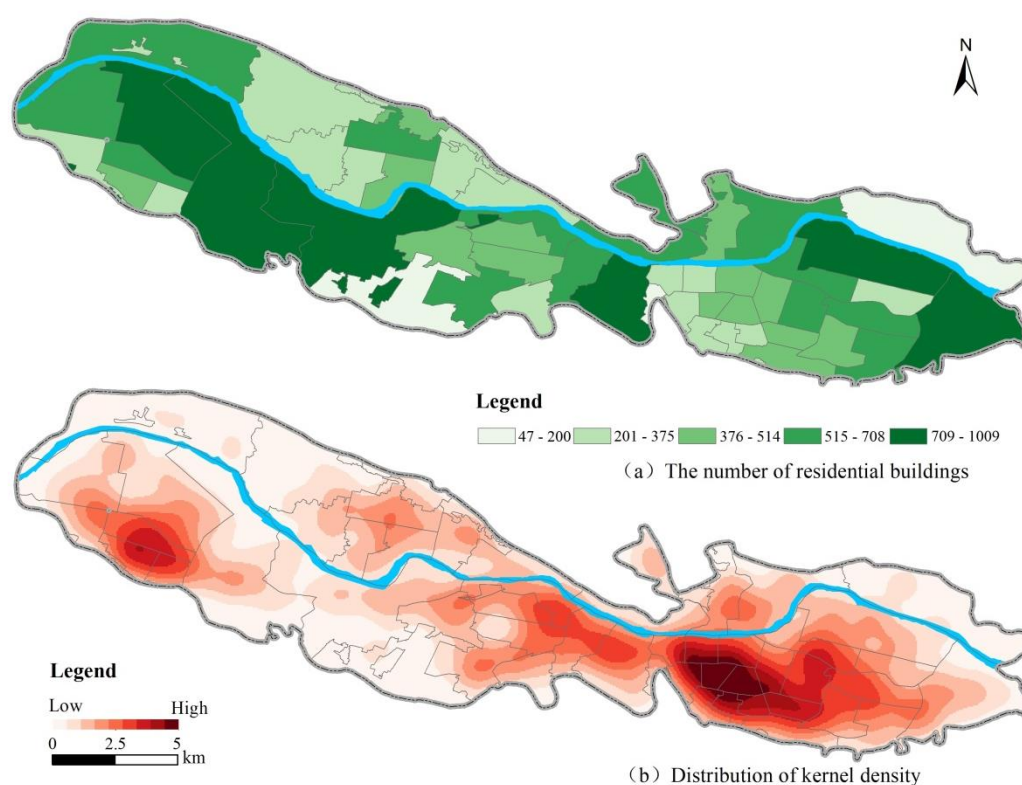 N
Legend
47 - 200 201 - 375 376 - 514 515 - 708 709 - 1009
（a）The number of residential buildings
Legend
Low High
0 2.5 5
km
（b）Distribution of kernel density